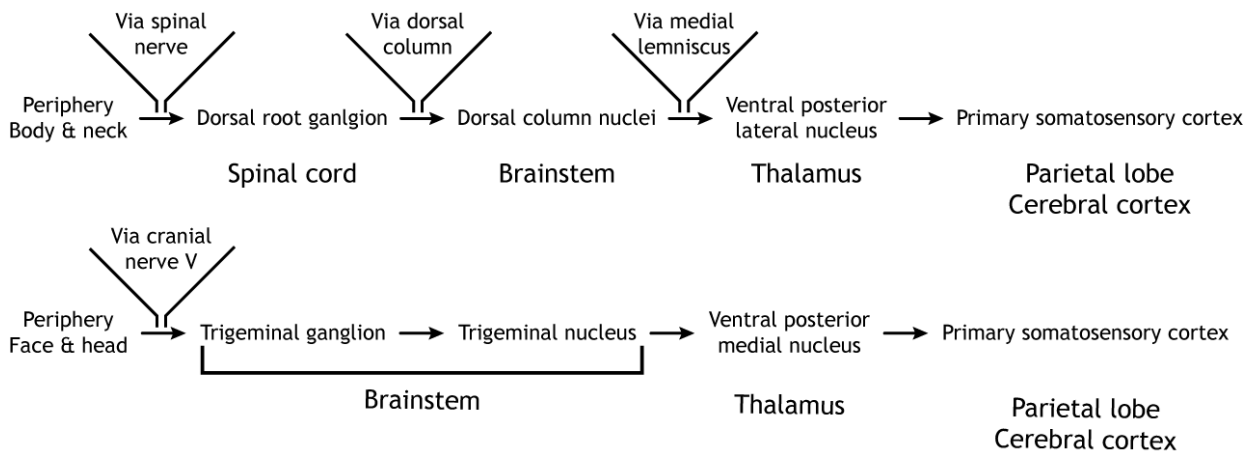 Via spinal
nerve
Via dorsal
column
Via medial
lemniscus
Periphery
Body & neck
Dorsal root ganlgion
Dorsal column nuclei
Ventral posterior
lateral nucleus
Primary somatosensory cortex
Spinal cord
Brainstem
Thalamus
Parietal lobe
Cerebral cortex
Via cranial
nerve V
Periphery
Face & head
Trigeminal ganglion
Trigeminal nucleus
Ventral posterior
medial nucleus
Primary somatosensory cortex
Brainstem
Thalamus
Parietal lobe
Cerebral cortex